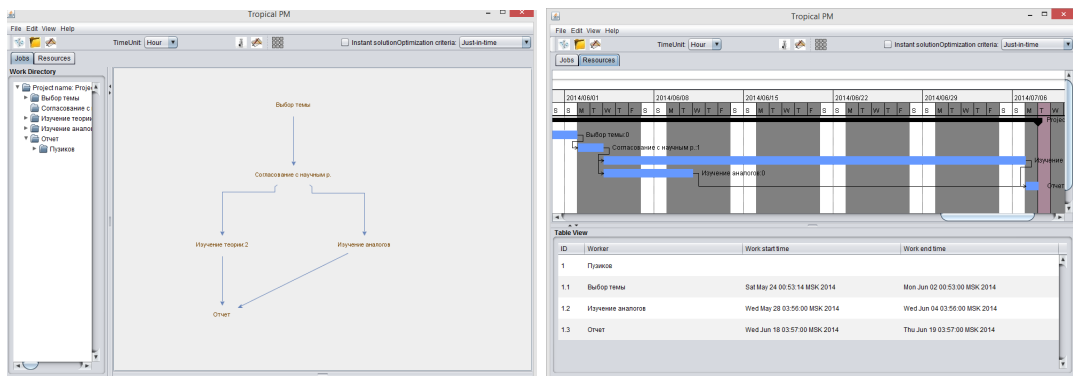 Tropical PM
File Edit View Help
TimeUnit Hour Instant solution Optimization criteria: Just-in-time
Jobs Resources
Work Directory
Project name: Proje
Выбор темы
Согласование с
Изучение теории
Изучение аналог
Отчет
Пузиков
Выбор темы
Согласование с научным р.
Изучение теории:2
Изучение аналогов
Отчет
Tropical PM
File Edit View Help
TimeUnit Hour Instant solutionOptimization criteria: Just-in-time
Jobs Resources
2014/06/01 2014/06/08 2014/06/15 2014/06/22 2014/06/29 2014/07/06
S S M T W T F S S M T W T F S S M T W T F S S M T W T F S S M T W T F S S M T W
Projec
Выбор темы:0
Согласование с научным р.:1
Изучение
Изучение аналогов:0
Отчет
Table View
ID Worker Work start time Work end time
1 Пузиков
1.1 Выбор темы Sat May 24 00:53:14 MSK 2014 Mon Jun 02 00:53:00 MSK 2014
1.2 Изучение аналогов Wed May 28 03:56:00 MSK 2014 Wed Jun 04 03:56:00 MSK 2014
1.3 Отчет Wed Jun 18 03:57:00 MSK 2014 Thu Jun 19 03:57:00 MSK 2014